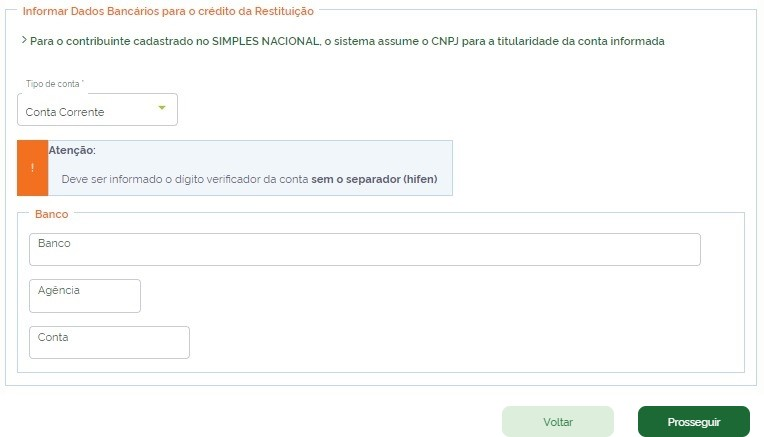 Informar Dados Bancários para o crédito da Restituição
> Para o contribuinte cadastrado no SIMPLES NACIONAL, o sistema assume o CNPJ para a titularidade da conta informada
Tipo de conta *
Conta Corrente
!
Atenção:
Deve ser informado o dígito verificador da conta sem o separador (hífen)
Banco
Banco
Agência
Conta
Voltar
Prosseguir